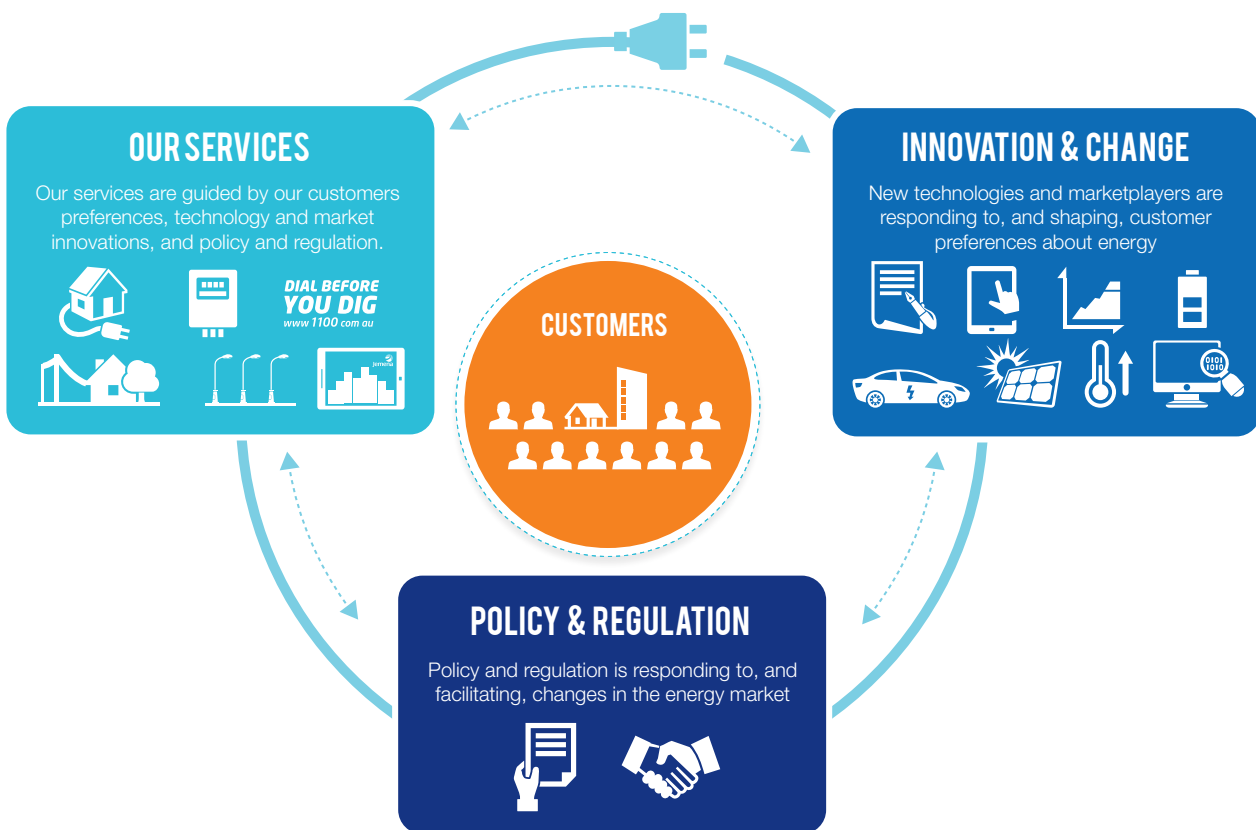 OUR SERVICES
Our services are guided by our customers
preferences, technology and market
innovations, and policy and regulation.
DIAL BEFORE
YOU DIG
www 1100 com au
Jemena
INNOVATION & CHANGE
New technologies and marketplayers are
responding to, and shaping, customer
preferences about energy
0101
1010
CUSTOMERS
POLICY & REGULATION
Policy and regulation is responding to, and
facilitating, changes in the energy market